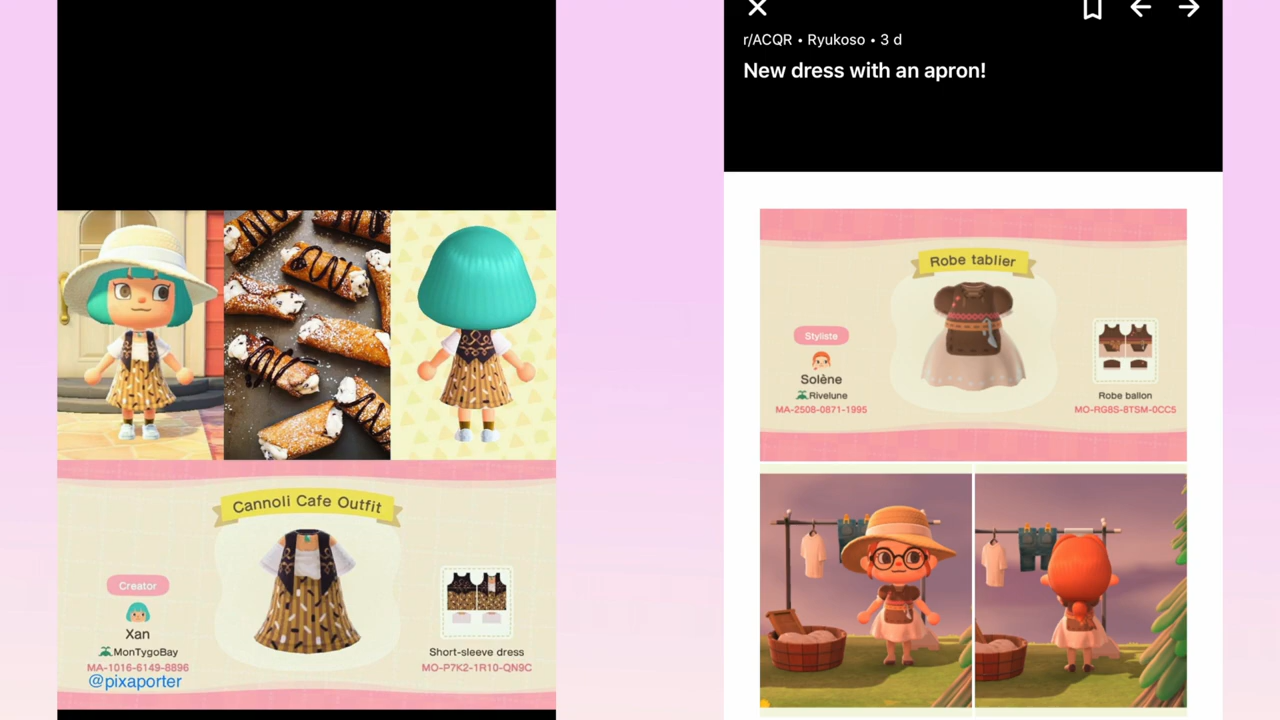 Cannoli Cafe Outfit
Creator
Xan
MonTygoBay
MA-1016-6149-8896
@pixaporter
Short-sleeve dress
MO-P7K2-1R10-QN9C
r/ACQR • Ryukoso • 3 d
New dress with an apron!
Robe tablier
Styliste
Solène
Rivelune
MA-2508-0871-1995
Robe ballon
MO-RG8S-8TSM-0CC5